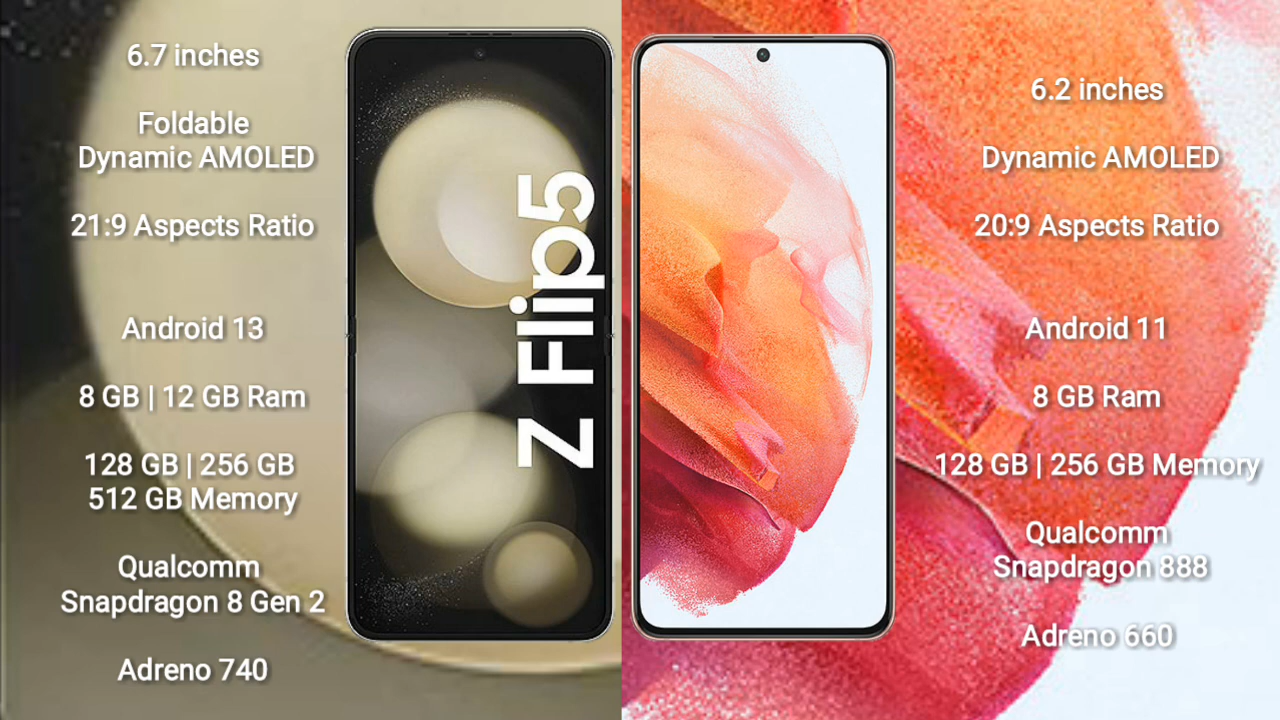 6.7 inches
Foldable
Dynamic AMOLED
21:9 Aspects Ratio
Android 13
8 GB | 12 GB Ram
128 GB | 256 GB
512 GB Memory
Qualcomm
Snapdragon 8 Gen 2
Adreno 740
Z Flip5
6.2 inches
Dynamic AMOLED
20:9 Aspects Ratio
Android 11
8 GB Ram
128 GB | 256 GB Memory
Qualcomm
Snapdragon 888
Adreno 660